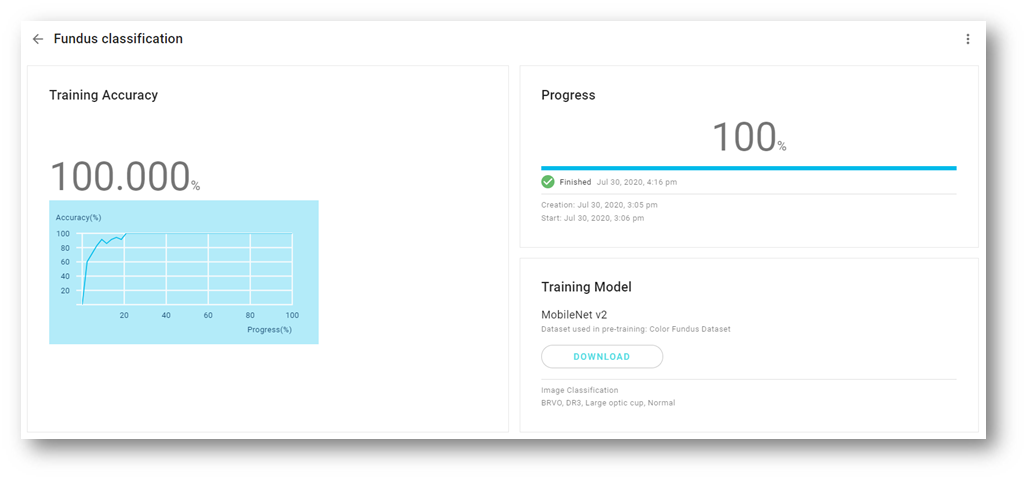 Fundus classification
Training Accuracy
100.000%
Accuracy(%)
100
80
60
40
20
20 40 60 80 100
Progress(%)
Progress
100%
Finished Jul 30, 2020, 4:16 pm
Creation: Jul 30, 2020, 3:05 pm
Start: Jul 30, 2020, 3:06 pm
Training Model
MobileNet v2
Dataset used in pre-training: Color Fundus Dataset
DOWNLOAD
Image Classification
BRVO, DR3, Large optic cup, Normal